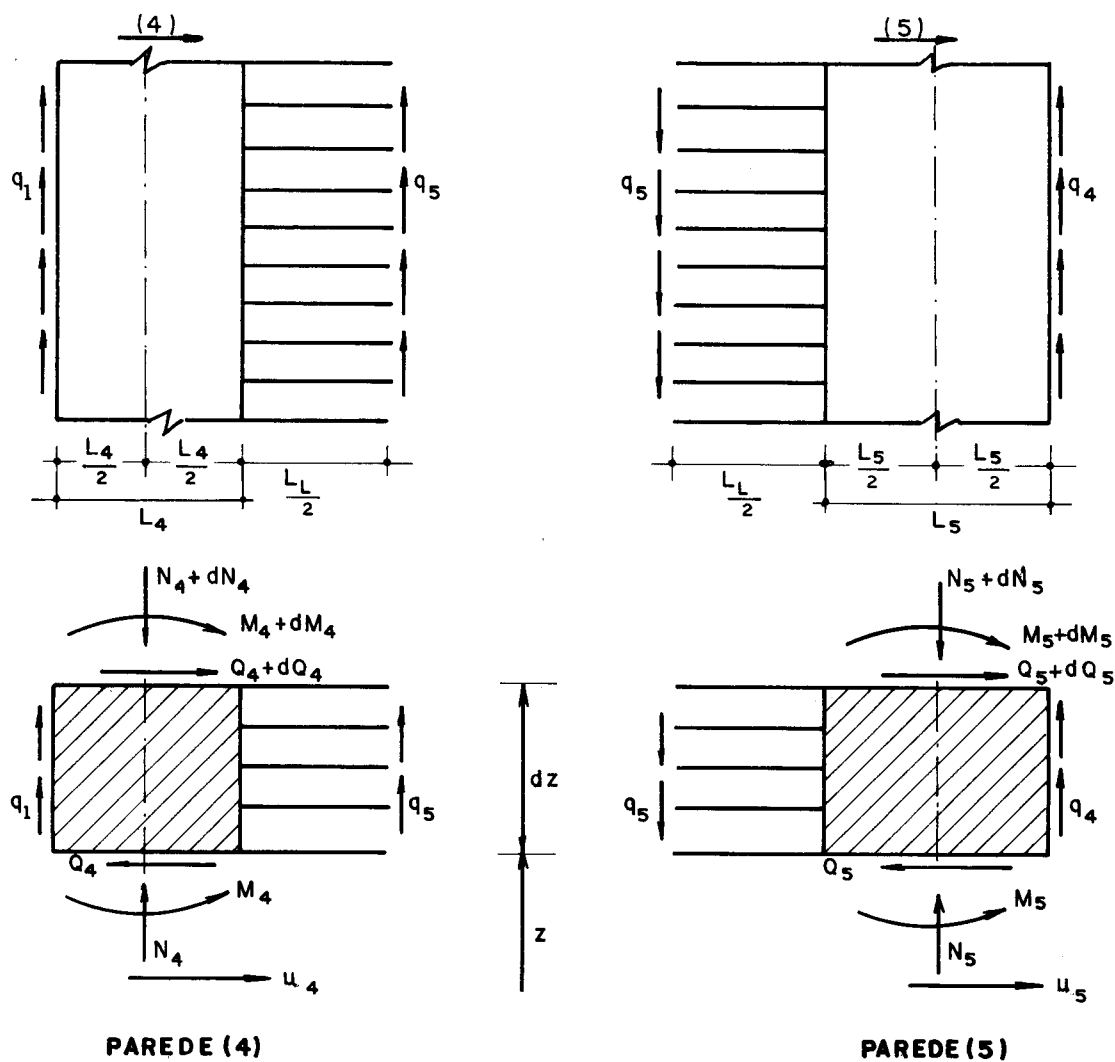 (4)
(5)
q1
q5
q5
q4
L4/2
L4/2
LL/2
L4
LL/2
L5/2
L5/2
L5
N4 + dN4
M4 + dM4
Q4 + dQ4
N5 + dN5
M5 + dM5
Q5 + dQ5
q1
q5
dz
q5
q4
Q4
M4
N4
u4
z
Q5
M5
N5
u5
PAREDE (4)
PAREDE (5)